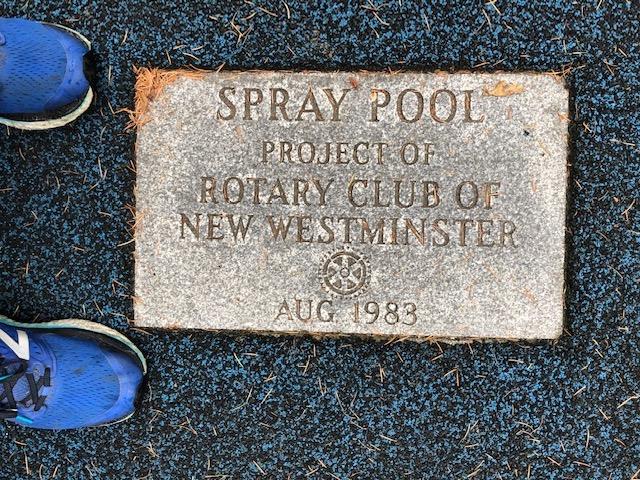 SPRAY POOL
PROJECT OF
ROTARY CLUB OF
NEW WESTMINSTER
AUG 1983